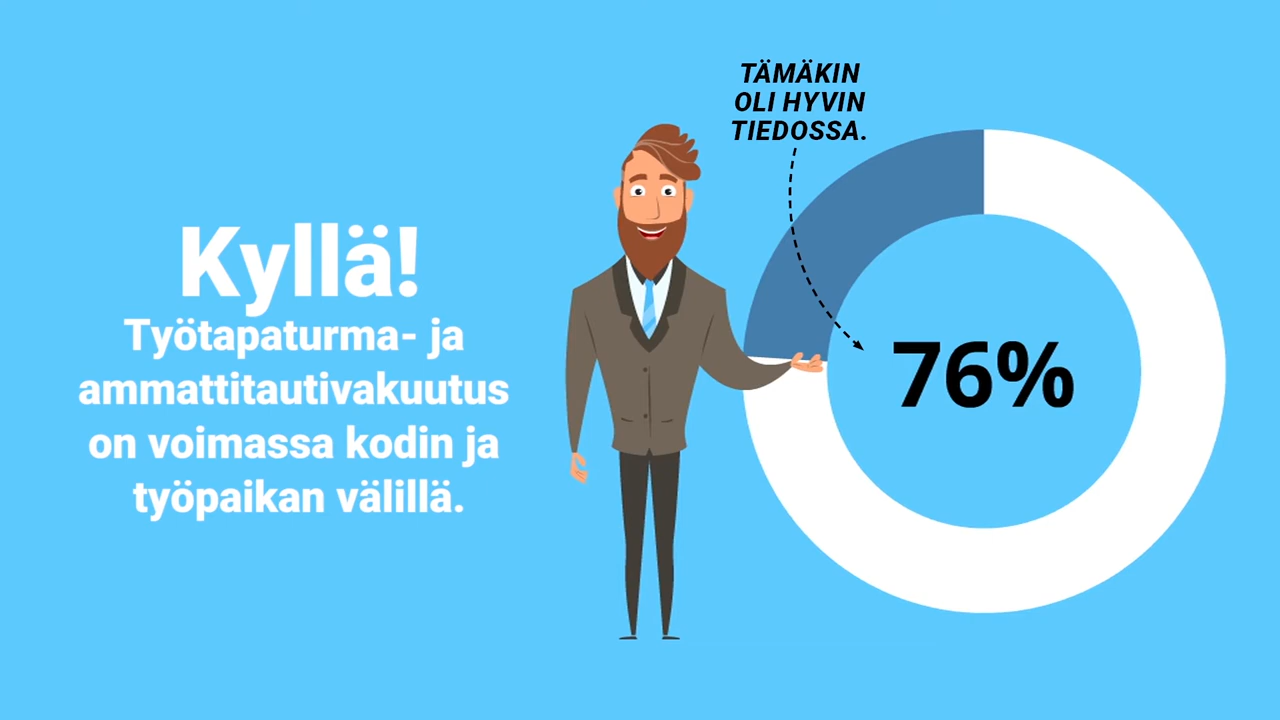 Kyllä!
Työtapaturma- ja
ammattitautivakuutus
on voimassa kodin ja
työpaikan välillä.
TÄMÄKIN
OLI HYVIN
TIEDOSSA.
76%